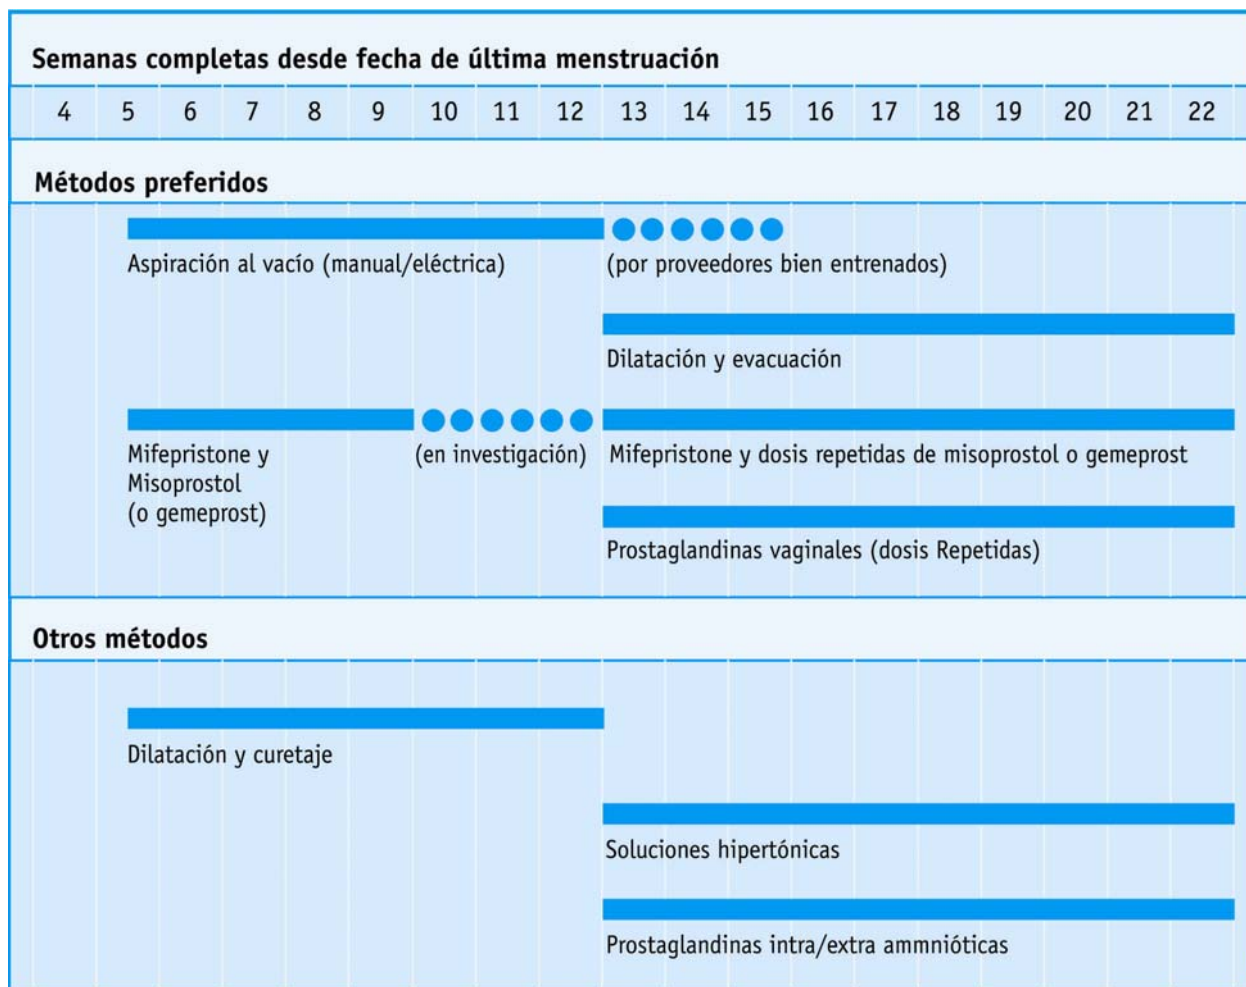 Semanas completas desde fecha de última menstruación
4 5 6 7 8 9 10 11 12 13 14 15 16 17 18 19 20 21 22
Métodos preferidos
Aspiración al vacío (manual/eléctrica) (por proveedores bien entrenados)
Dilatación y evacuación
Mifepristone y (en investigación) Mifepristone y dosis repetidas de misoprostol o gemeprost
Misoprostol
(o gemeprost)
Prostaglandinas vaginales (dosis Repetidas)
Otros métodos
Dilatación y curetaje
Soluciones hipertónicas
Prostaglandinas intra/extra ammnióticas